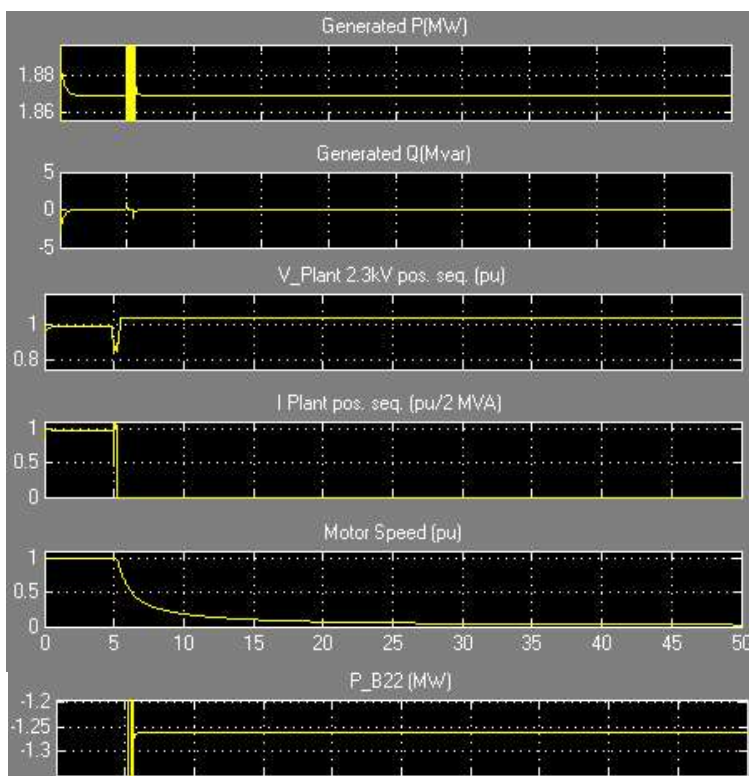 Generated P(MW)
1.88
1.86
Generated Q(Mvar)
5
0
-5
V_Plant 2.3kV pos. seq. (pu)
1
0.8
I Plant pos. seq. (pu/2 MVA)
1
0.5
0
Motor Speed (pu)
1
0.5
0
0 5 10 15 20 25 30 35 40 45 50
P_B22 (MW)
-1.2
-1.25
-1.3